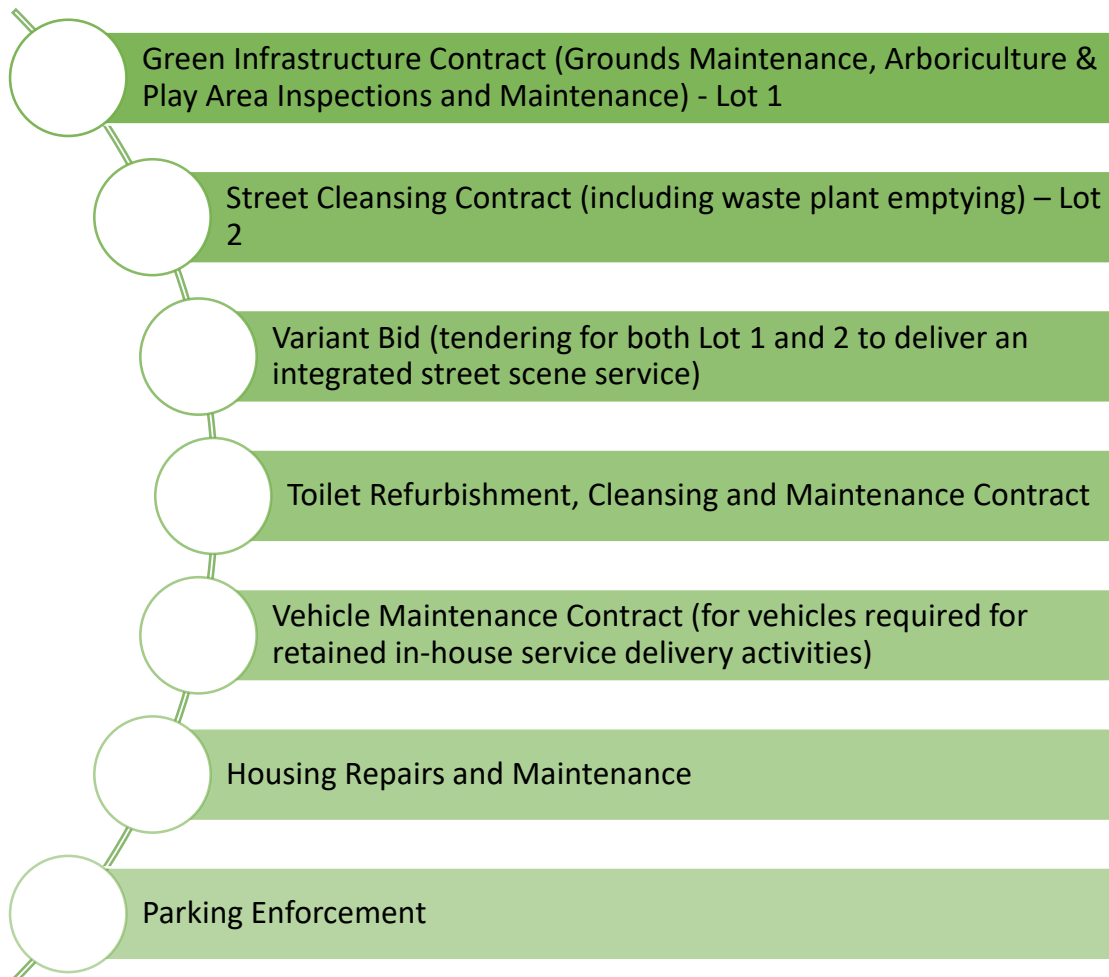 Green Infrastructure Contract (Grounds Maintenance, Arboriculture &
Play Area Inspections and Maintenance) - Lot 1
Street Cleansing Contract (including waste plant emptying) – Lot
2
Variant Bid (tendering for both Lot 1 and 2 to deliver an
integrated street scene service)
Toilet Refurbishment, Cleansing and Maintenance Contract
Vehicle Maintenance Contract (for vehicles required for
retained in-house service delivery activities)
Housing Repairs and Maintenance
Parking Enforcement